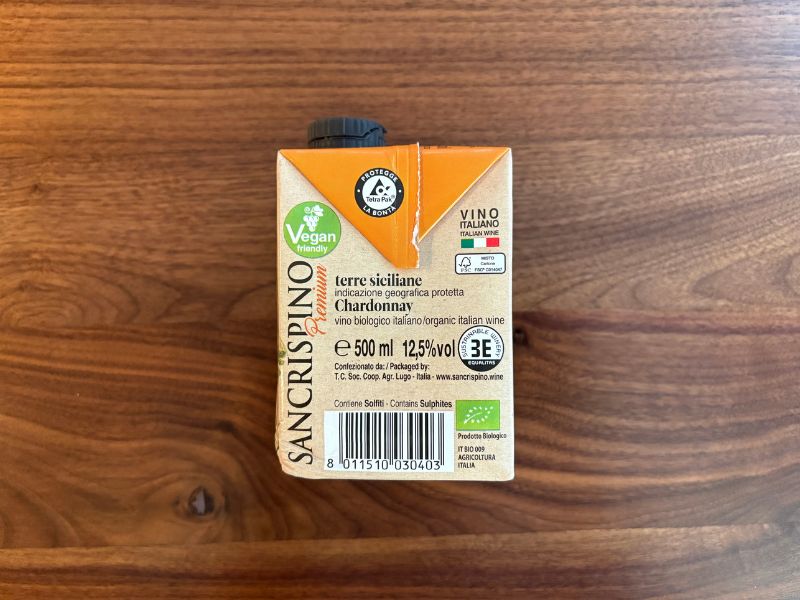 PROTEGGE
Tetra Pak®
LA BONTÀ
VINO
ITALIANO
ITALIAN WINE
Vegan
friendly
FSC
MISTO
Cartone
FSC® C014047
SANCRISPINO
Premium
terre siciliane
indicazione geografica protetta
Chardonnay
vino biologico italiano/organic italian wine
e 500 ml 12,5%vol
SUSTAINABLE WINERY
3E
EQUALITAS
Confezionato da: / Packaged by:
T.C. Soc. Coop. Agr. Lugo - Italia - www.sancrispino.wine
Contiene Solfiti - Contains Sulphites
8 011510 030403
Prodotto Biologico
IT BIO 009
AGRICOLTURA
ITALIA